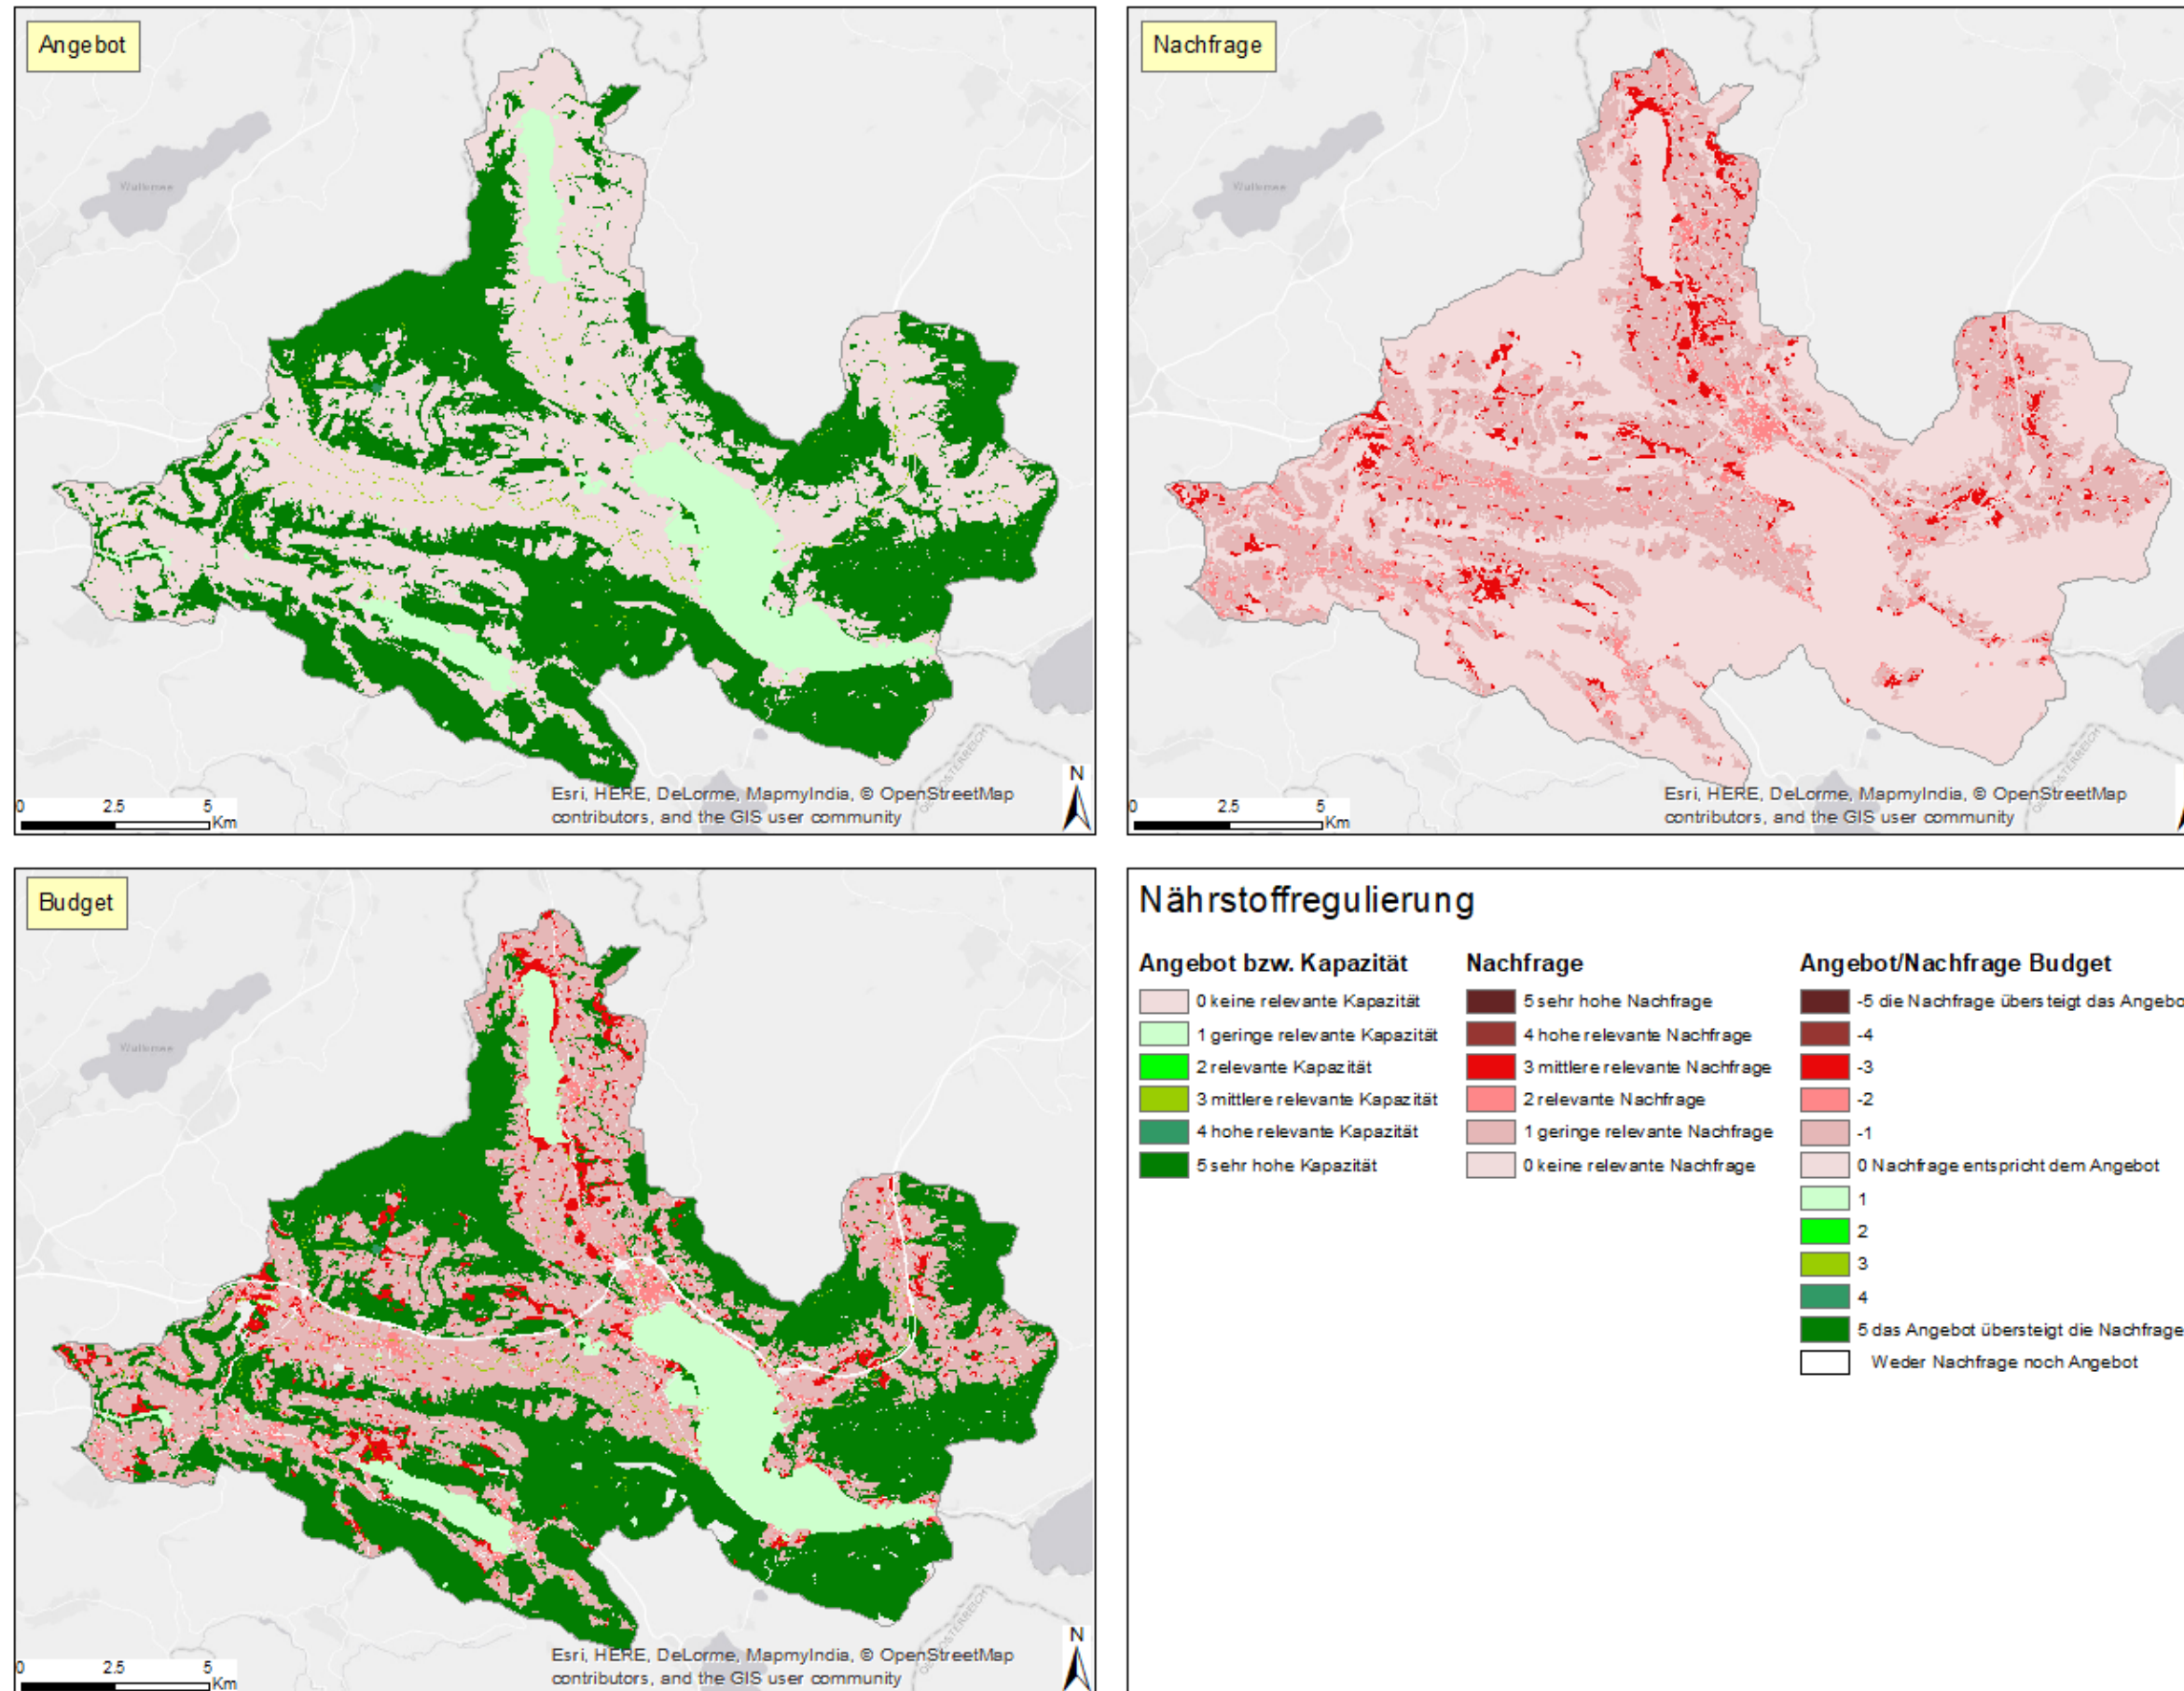 Angebot
Wallersee
N
0 2.5 5
Km
Esri, HERE, DeLorme, MapmyIndia, © OpenStreetMap
contributors, and the GIS user community
Nachfrage
Wallersee
0 2.5 5
Km
Esri, HERE, DeLorme, MapmyIndia, © OpenStreetMap
contributors, and the GIS user community
Budget
Wallersee
N
0 2.5 5
Km
Esri, HERE, DeLorme, MapmyIndia, © OpenStreetMap
contributors, and the GIS user community
Nährstoffregulierung
Angebot bzw. Kapazität
0 keine relevante Kapazität
1 geringe relevante Kapazität
2 relevante Kapazität
3 mittlere relevante Kapazität
4 hohe relevante Kapazität
5 sehr hohe Kapazität
Nachfrage
5 sehr hohe Nachfrage
4 hohe relevante Nachfrage
3 mittlere relevante Nachfrage
2 relevante Nachfrage
1 geringe relevante Nachfrage
0 keine relevante Nachfrage
Angebot/Nachfrage Budget
-5 die Nachfrage übersteigt das Angebo
-4
-3
-2
-1
0 Nachfrage entspricht dem Angebot
1
2
3
4
5 das Angebot übersteigt die Nachfrage
Weder Nachfrage noch Angebot